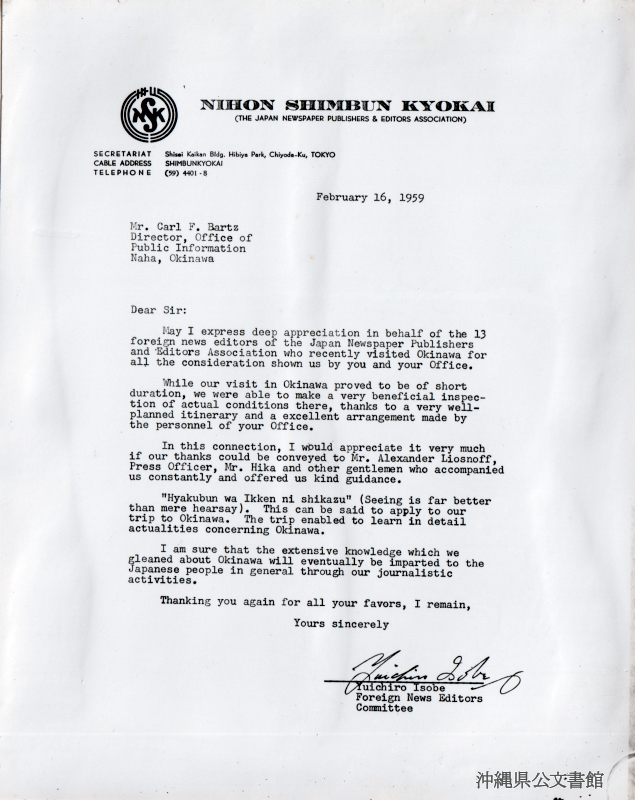 NSK
NIHON SHIMBUN KYOKAI
(THE JAPAN NEWSPAPER PUBLISHERS & EDITORS ASSOCIATION)
SECRETARIAT Shisei Kaikan Bldg. Hibiya Park, Chiyoda-Ku, TOKYO
CABLE ADDRESS SHIMBUNKYOKAI
TELEPHONE (59) 4401 - 8
February 16, 1959
Mr. Carl F. Bartz
Director, Office of
Public Information
Naha, Okinawa
Dear Sir:
May I express deep appreciation in behalf of the 13
foreign news editors of the Japan Newspaper Publishers
and Editors Association who recently visited Okinawa for
all the consideration shown us by you and your Office.
While our visit in Okinawa proved to be of short
duration, we were able to make a very beneficial inspec-
tion of actual conditions there, thanks to a very well-
planned itinerary and a excellent arrangement made by
the personnel of your Office.
In this connection, I would appreciate it very much
if our thanks could be conveyed to Mr. Alexander Liosnoff,
Press Officer, Mr. Hika and other gentlemen who accompanied
us constantly and offered us kind guidance.
"Hyakubun wa Ikken ni shikazu" (Seeing is far better
than mere hearsay). This can be said to apply to our
trip to Okinawa. The trip enabled to learn in detail
actualities concerning Okinawa.
I am sure that the extensive knowledge which we
gleaned about Okinawa will eventually be imparted to the
Japanese people in general through our journalistic
activities.
Thanking you again for all your favors, I remain,
Yours sincerely
Yuichiro Isobe
Yuichiro Isobe
Foreign News Editors
Committee
沖縄県公文書館